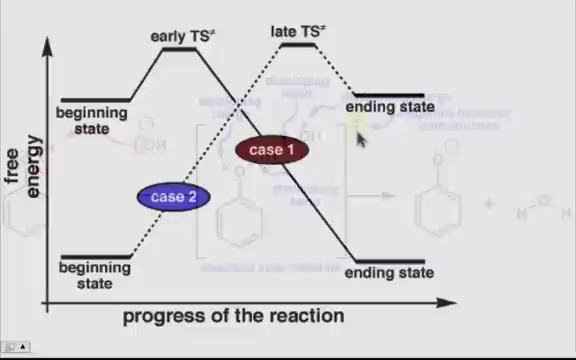 early TS≠
late TS≠
beginning
state
ending state
free
energy
case 1
case 2
beginning
state
ending state
progress of the reaction